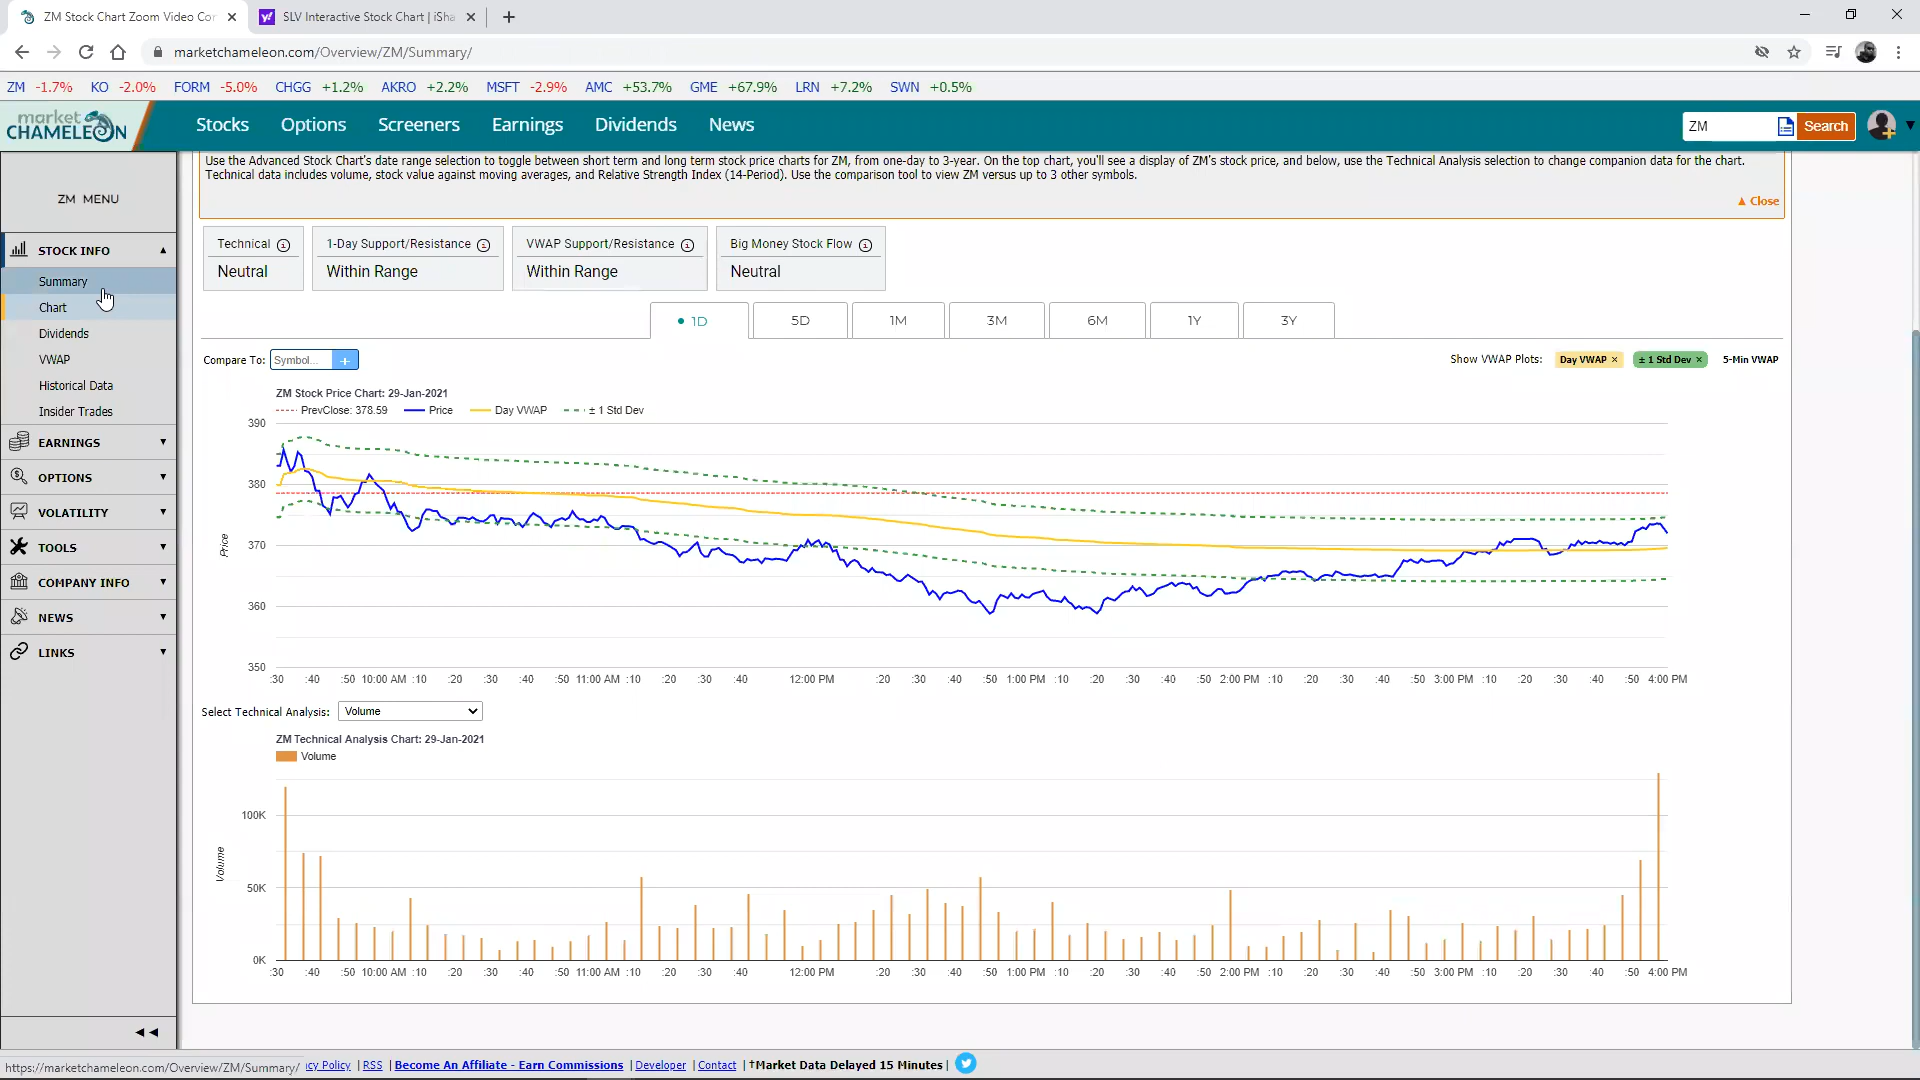 ZM Stock Chart Zoom Video Cor
SLV Interactive Stock Chart | iSha
marketchameleon.com/Overview/ZM/Summary/
ZM -1.7% KO -2.0% FORM -5.0% CHGG +1.2% AKRO +2.2% MSFT -2.9% AMC +53.7% GME +67.9% LRN +7.2% SWN +0.5%
market
CHAMELEON
Stocks Options Screeners Earnings Dividends News
ZM Search
Use the Advanced Stock Chart's date range selection to toggle between short term and long term stock price charts for ZM, from one-day to 3-year. On the top chart, you'll see a display of ZM's stock price, and below, use the Technical Analysis selection to change companion data for the chart.
Technical data includes volume, stock value against moving averages, and Relative Strength Index (14-Period). Use the comparison tool to view ZM versus up to 3 other symbols.
▲ Close
ZM MENU
STOCK INFO
Summary
Chart
Dividends
VWAP
Historical Data
Insider Trades
EARNINGS
OPTIONS
VOLATILITY
TOOLS
COMPANY INFO
NEWS
LINKS
Technical
Neutral
1-Day Support/Resistance
Within Range
VWAP Support/Resistance
Within Range
Big Money Stock Flow
Neutral
1D 5D 1M 3M 6M 1Y 3Y
Compare To: Symbol... +
Show VWAP Plots: Day VWAP × ± 1 Std Dev × 5-Min VWAP
ZM Stock Price Chart: 29-Jan-2021
PrevClose: 378.59 Price Day VWAP ± 1 Std Dev
390
380
370
360
350
Price
:30 :40 :50 10:00 AM :10 :20 :30 :40 :50 11:00 AM :10 :20 :30 :40 12:00 PM :20 :30 :40 :50 1:00 PM :10 :20 :30 :40 :50 2:00 PM :10 :20 :30 :40 :50 3:00 PM :10 :20 :30 :40 :50 4:00 PM
Select Technical Analysis: Volume
ZM Technical Analysis Chart: 29-Jan-2021
Volume
100K
50K
0K
Volume
:30 :40 :50 10:00 AM :10 :20 :30 :40 :50 11:00 AM :10 :20 :30 :40 12:00 PM :20 :30 :40 :50 1:00 PM :10 :20 :30 :40 :50 2:00 PM :10 :20 :30 :40 :50 3:00 PM :10 :20 :30 :40 :50 4:00 PM
https://marketchameleon.com/Overview/ZM/Summary/
cy Policy | RSS | Become An Affiliate - Earn Commissions | Developer | Contact | †Market Data Delayed 15 Minutes |